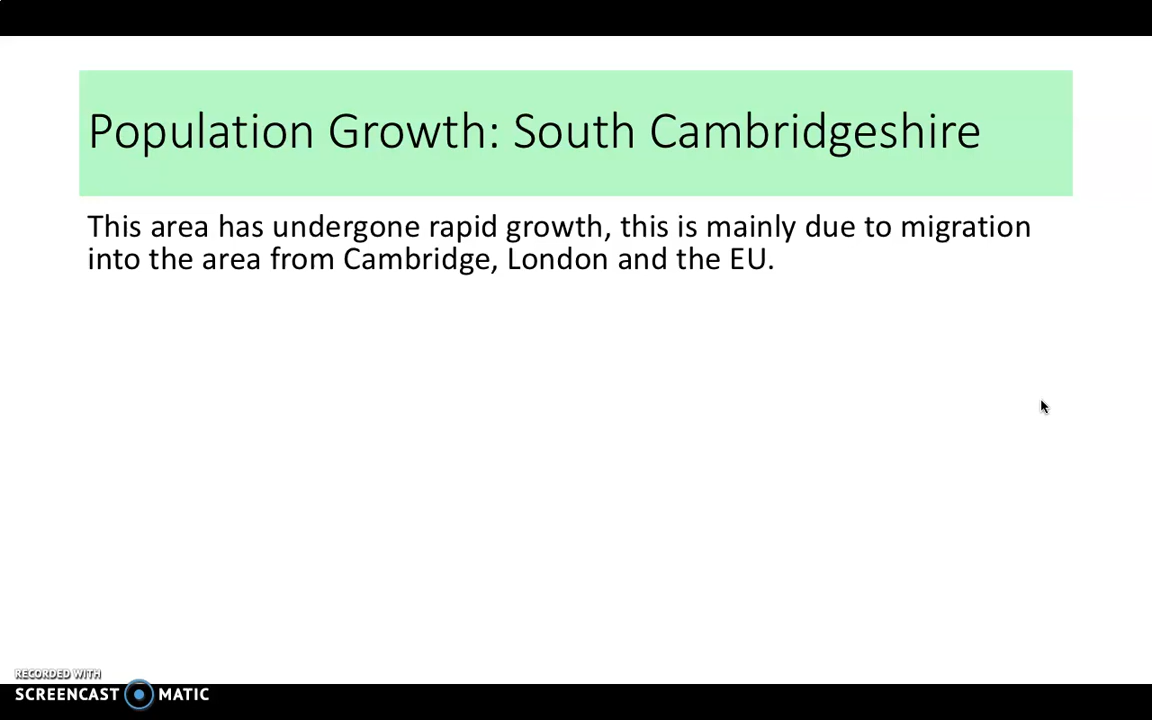 Population Growth: South Cambridgeshire
This area has undergone rapid growth, this is mainly due to migration
into the area from Cambridge, London and the EU.
RECORDED WITH
SCREENCAST MATIC